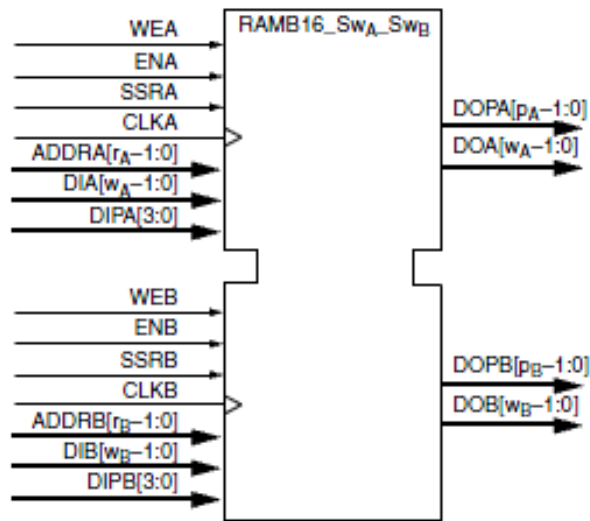 RAMB16_SwA_SwB
WEA
ENA
SSRA
CLKA
ADDRA[rA–1:0]
DIA[wA–1:0]
DIPA[3:0]
DOPA[pA–1:0]
DOA[wA–1:0]
WEB
ENB
SSRB
CLKB
ADDRB[rB–1:0]
DIB[wB–1:0]
DIPB[3:0]
DOPB[pB–1:0]
DOB[wB–1:0]